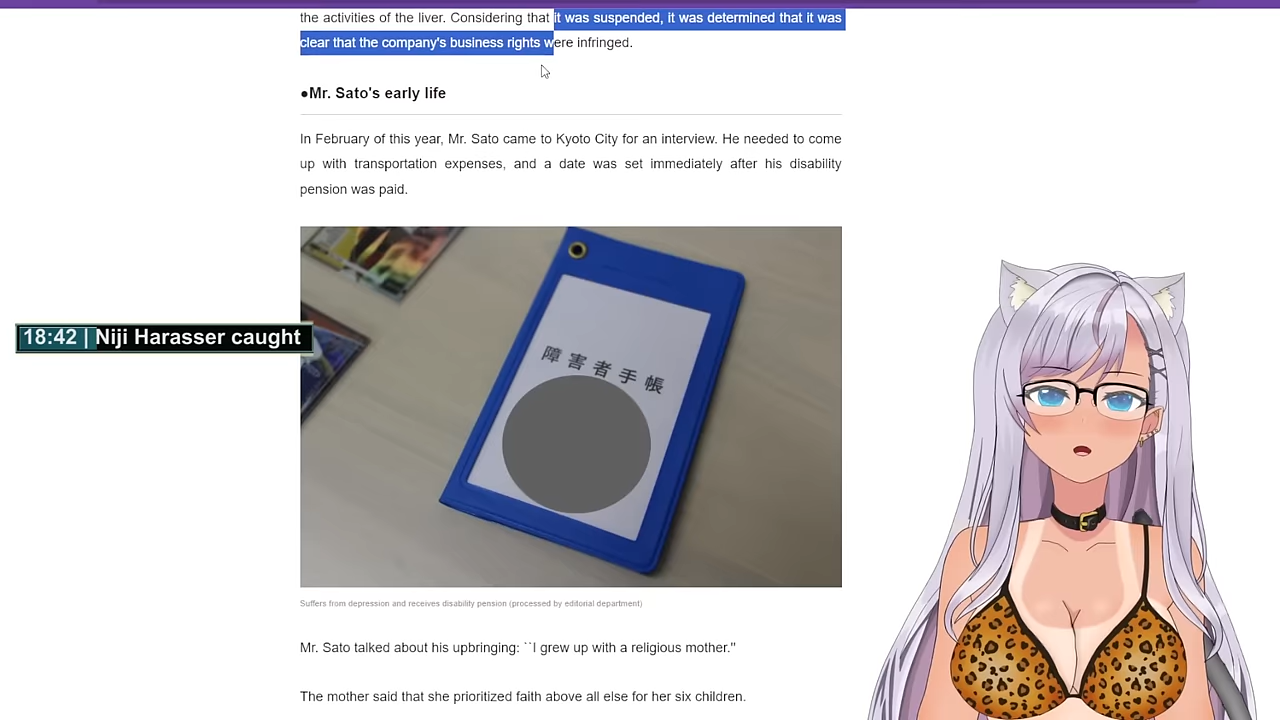 the activities of the liver. Considering that it was suspended, it was determined that it was
clear that the company's business rights were infringed.
●Mr. Sato's early life
In February of this year, Mr. Sato came to Kyoto City for an interview. He needed to come
up with transportation expenses, and a date was set immediately after his disability
pension was paid.
障害者手帳
18:42 | Niji Harasser caught
Suffers from depression and receives disability pension (processed by editorial department)
Mr. Sato talked about his upbringing: ``I grew up with a religious mother.''
The mother said that she prioritized faith above all else for her six children.